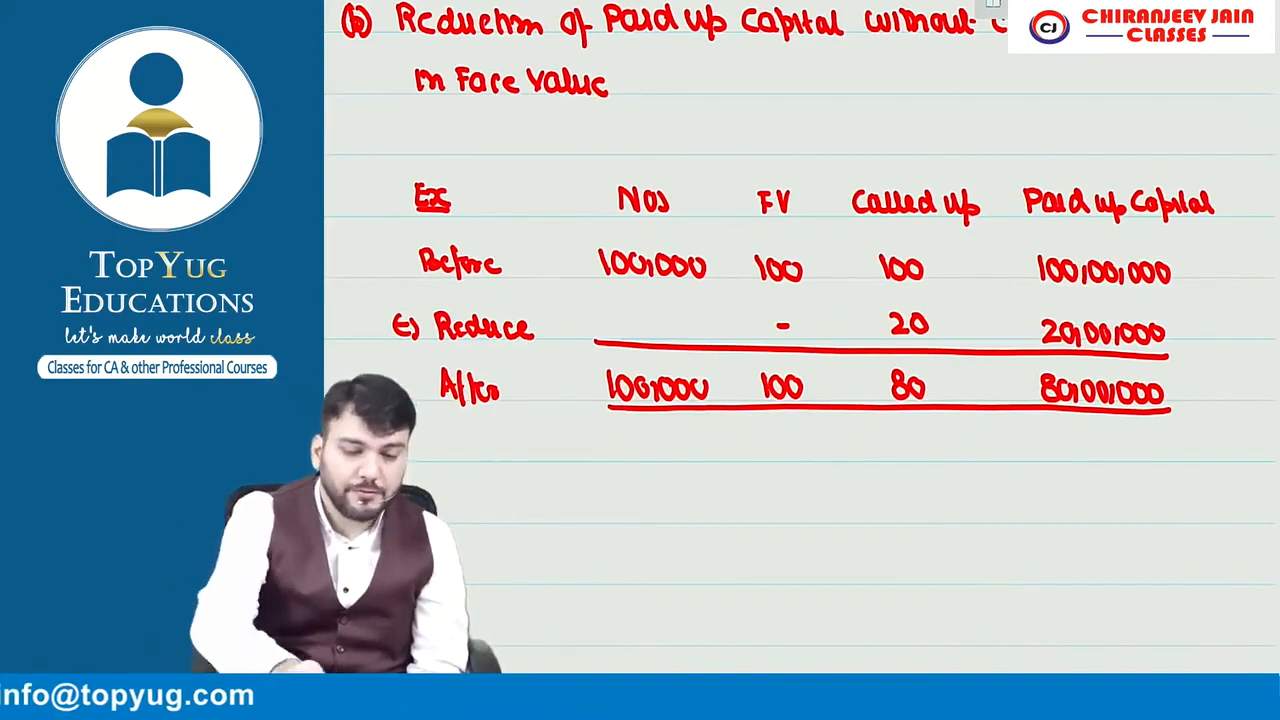 (b) Reduction of Paid up Capital without
in Face Value
CJ
CHIRANJEEV JAIN
CLASSES
TOPYUG
EDUCATIONS
let's make world class
Classes for CA & other Professional Courses
Ex Nos FV Called up Paid up Capital
Before 100,000 100 100 100,00,000
(-) Reduce - 20 20,00,000
After 100,000 100 80 80,00,000
info@topyug.com